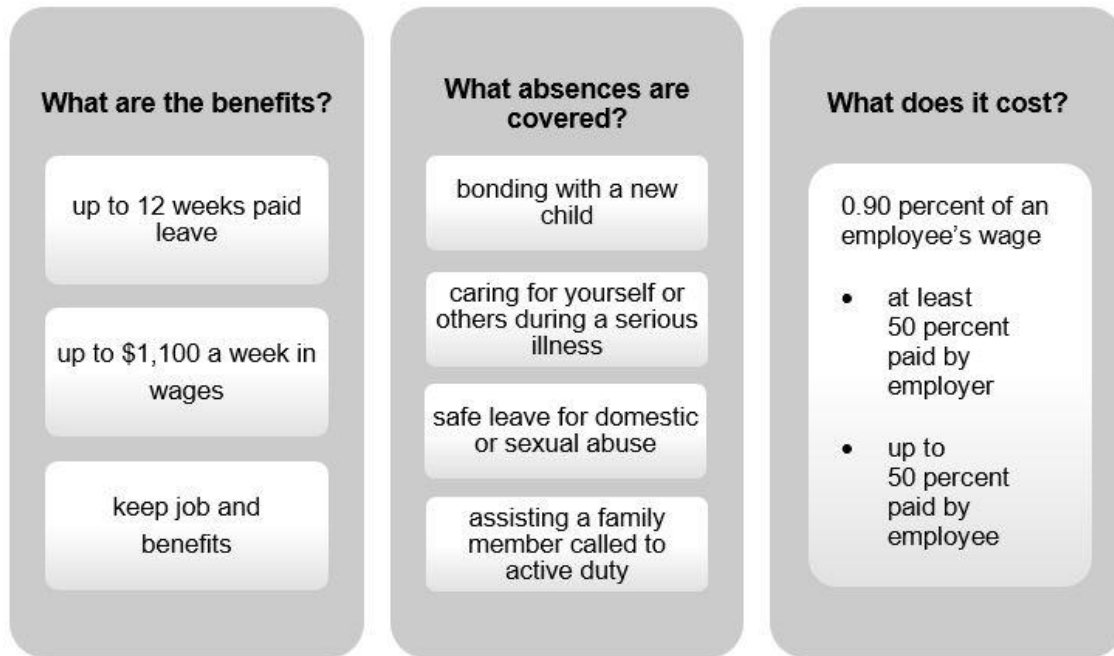 What are the benefits?
up to 12 weeks paid
leave
up to $1,100 a week in
wages
keep job and
benefits
What absences are
covered?
bonding with a new
child
caring for yourself or
others during a serious
illness
safe leave for domestic
or sexual abuse
assisting a family
member called to
active duty
What does it cost?
0.90 percent of an
employee’s wage
• at least
50 percent
paid by
employer
• up to
50 percent
paid by
employee